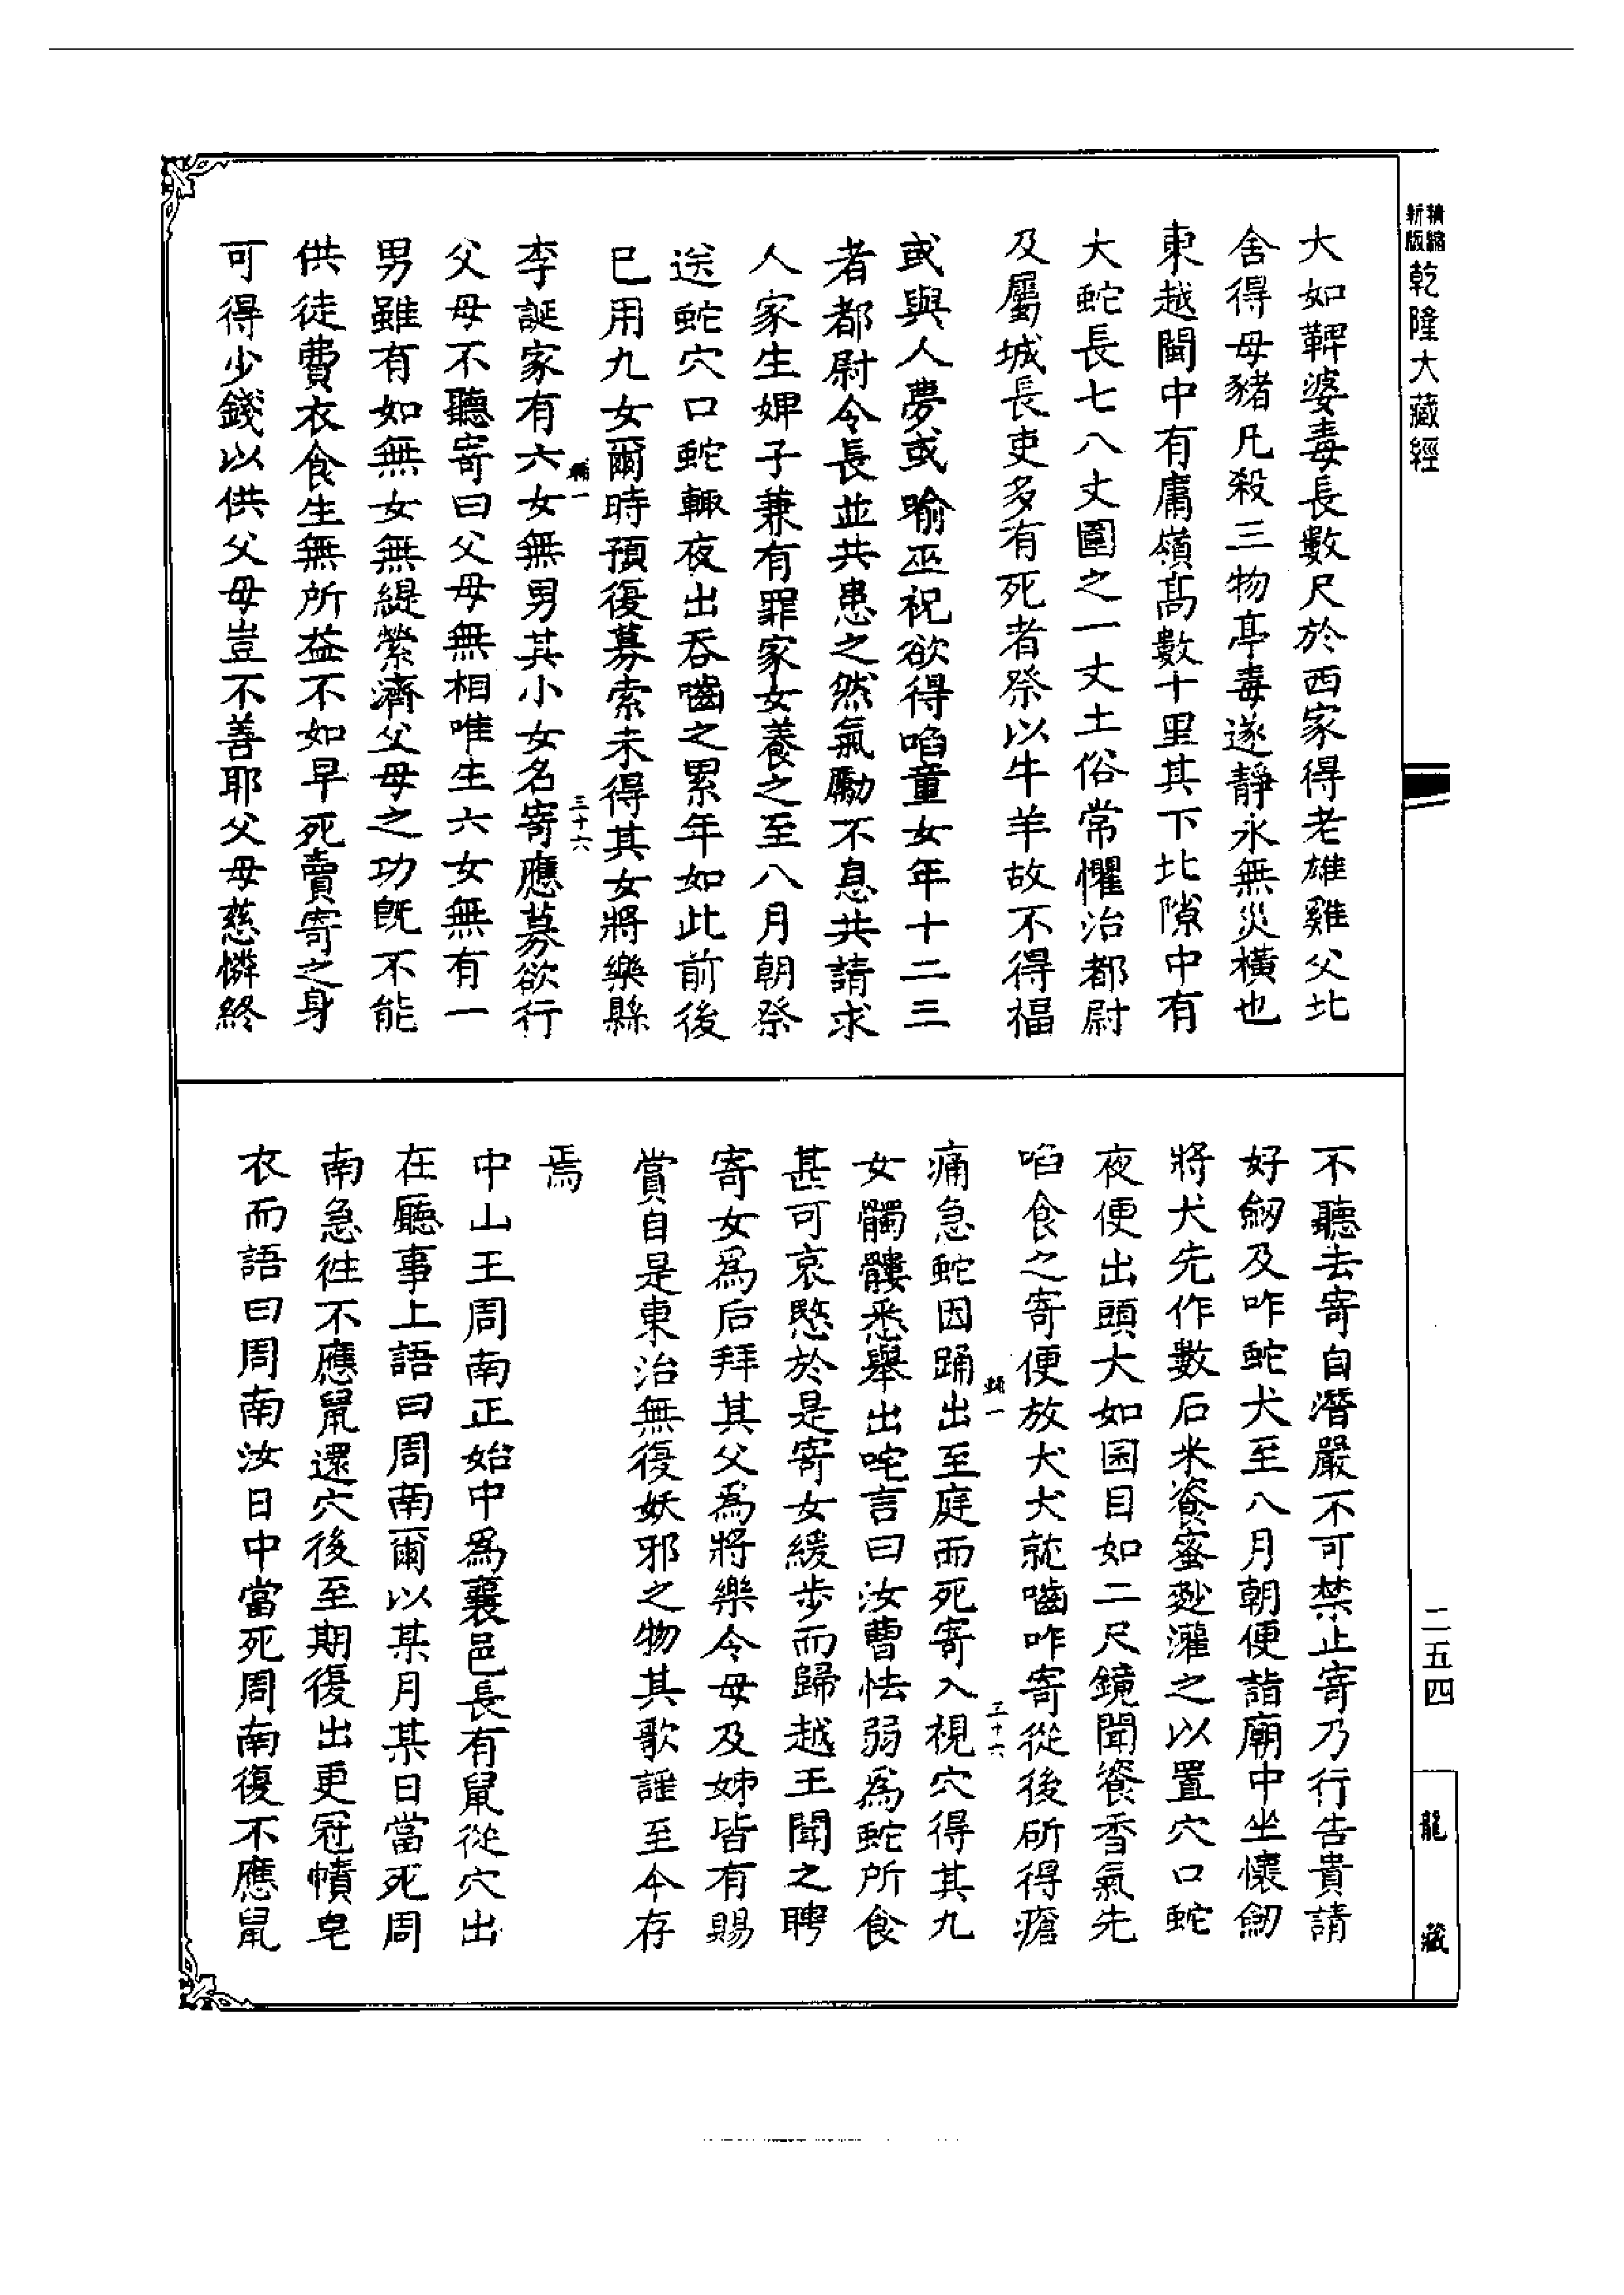 新版 精縮
乾隆大藏經
大如鞞婆毒長數尺於西家得老雄雞父北
舍得母豬凡殺三物亭毒遂靜永無災橫也
東越閩中有庸嶺高數十里其下北隙中有
大蛇長七八丈圍之一丈土俗常懼治都尉
及屬城長吏多有死者祭以牛羊故不得福
或與人夢或喻巫祝欲得啗童女年十二三
者都尉令長並共患之然氣勵不息共請求
人家生婢子兼有罪家女養之至八月朝祭
送蛇穴口蛇輙夜出吞嚙之累年如此前後
巳用九女爾時預復募索未得其女將樂縣
輔一
三十六
李誕家有六女無男其小女名寄應募欲行
父母不聽寄曰父母無相唯生六女無有一
男雖有如無女無緹縈濟父母之功既不能
供徒費衣食生無所益不如早死賣寄之身
可得少錢以供父母豈不善耶父母慈憐終
不聽去寄自潛嚴不可禁止寄乃行告貴請
好劒及咋蛇犬至八月朝便詣廟中坐懷劒
將犬先作數石米餈蜜麨灌之以置穴口蛇
夜便出頭大如囷目如二尺鏡聞餈香氣先
啗食之寄便放犬犬就嚙咋寄從後斫得瘡
輔一
三十六
痛急蛇因踊出至庭而死寄入視穴得其九
女髑髏悉舉出咤言曰汝曹怯弱為蛇所食
甚可哀愍於是寄女緩步而歸越王聞之聘
寄女為后拜其父為將樂令母及姊皆有賜
賞自是東治無復妖邪之物其歌謡至今存
焉
中山王周南正始中為襄邑長有鼠從穴出
在廳事上語曰周南爾以某月某日當死周
南急往不應鼠還穴後至期復出更冠幘皂
衣而語曰周南汝日中當死周南復不應鼠
二五四
龍藏